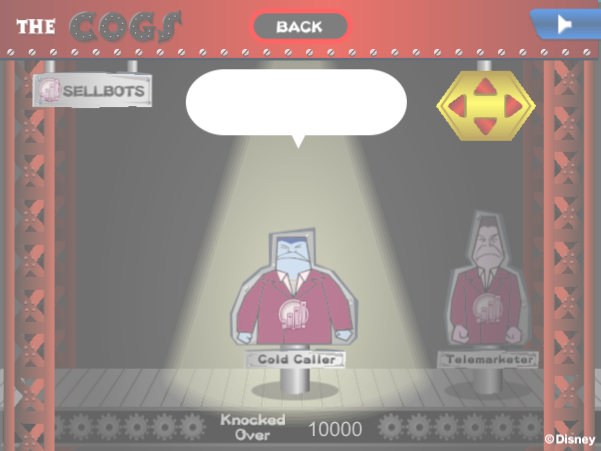 THE COGS
BACK
SELLBOTS
Cold Caller
Telemarketer
Knocked
Over
10000
©Disney